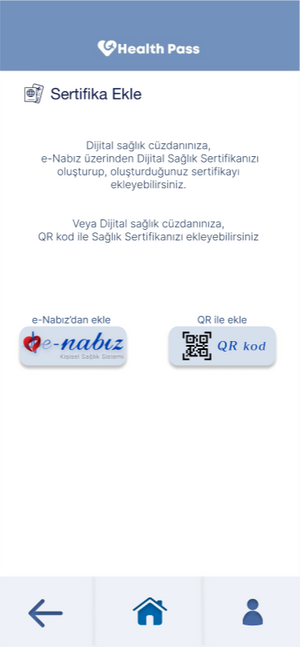 Health Pass
Sertifika Ekle
Dijital sağlık cüzdanınıza,
e-Nabız üzerinden Dijital Sağlık Sertifikanızı
oluşturup, oluşturduğunuz sertifikayı
ekleyebilirsiniz.
Veya Dijital sağlık cüzdanınıza,
QR kod ile Sağlık Sertifikanızı ekleyebilirsiniz
e-Nabız'dan ekle
QR ile ekle
e-nabız
Kişisel Sağlık Sistemi
QR kod